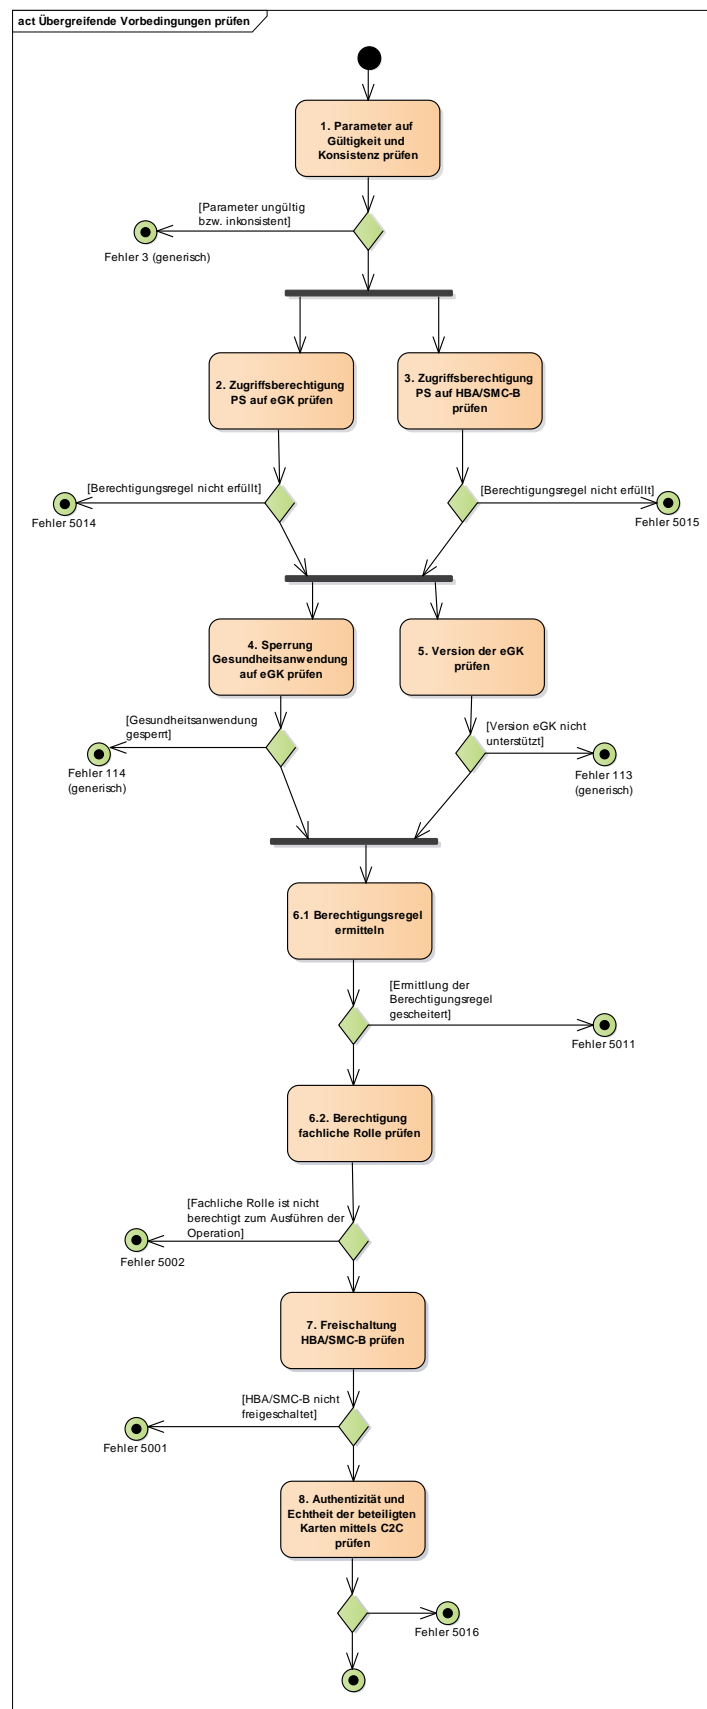 act Übergreifende Vorbedingungen prüfen
1. Parameter auf
Gültigkeit und
Konsistenz prüfen
[Parameter ungültig
bzw. inkonsistent]
Fehler 3 (generisch)
2. Zugriffsberechtigung
PS auf eGK prüfen
3. Zugriffsberechtigung
PS auf HBA/SMC-B
prüfen
[Berechtigungsregel nicht erfüllt]
Fehler 5014
[Berechtigungsregel nicht erfüllt]
Fehler 5015
4. Sperrung
Gesundheitsanwendung
auf eGK prüfen
5. Version der eGK
prüfen
[Gesundheitsanwendung
gesperrt]
Fehler 114
(generisch)
[Version eGK nicht
unterstützt]
Fehler 113
(generisch)
6.1 Berechtigungsregel
ermitteln
[Ermittlung der
Berechtigungsregel
gescheitert]
Fehler 5011
6.2. Berechtigung
fachliche Rolle prüfen
[Fachliche Rolle ist nicht
berechtigt zum Ausführen der
Operation]
Fehler 5002
7. Freischaltung
HBA/SMC-B prüfen
[HBA/SMC-B nicht
freigeschaltet]
Fehler 5001
8. Authentizität und
Echtheit der beteiligten
Karten mittels C2C
prüfen
Fehler 5016